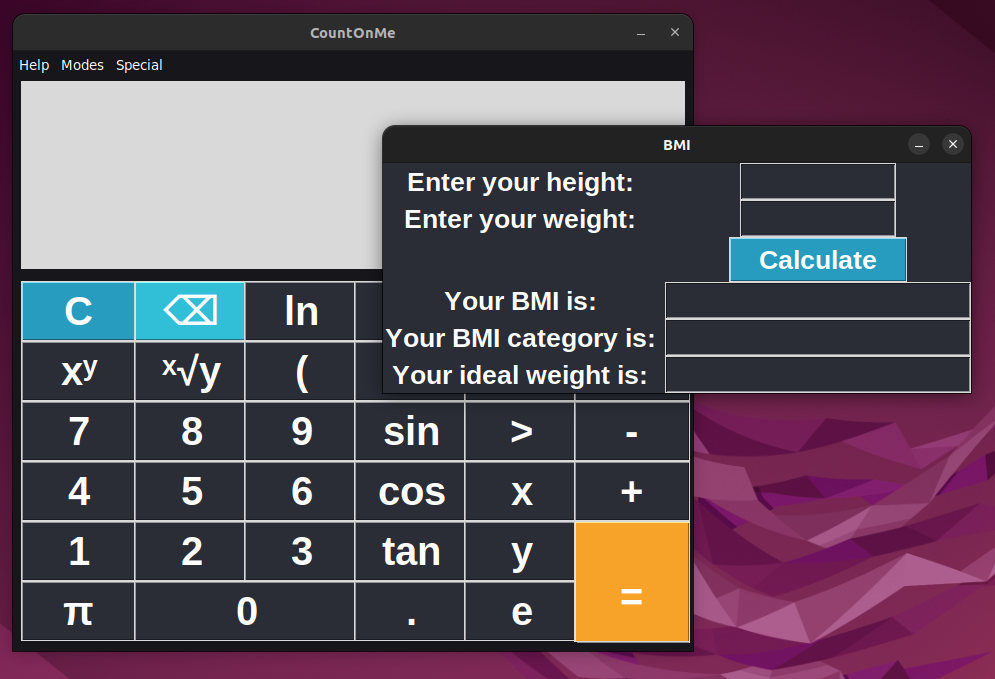 CountOnMe
Help Modes Special
BMI
Enter your height:
Enter your weight:
Calculate
Your BMI is:
Your BMI category is:
Your ideal weight is:
C ⌫ ln
xʸ ˣ√y (
7 8 9 sin > -
4 5 6 cos x +
1 2 3 tan y
π 0 . e =